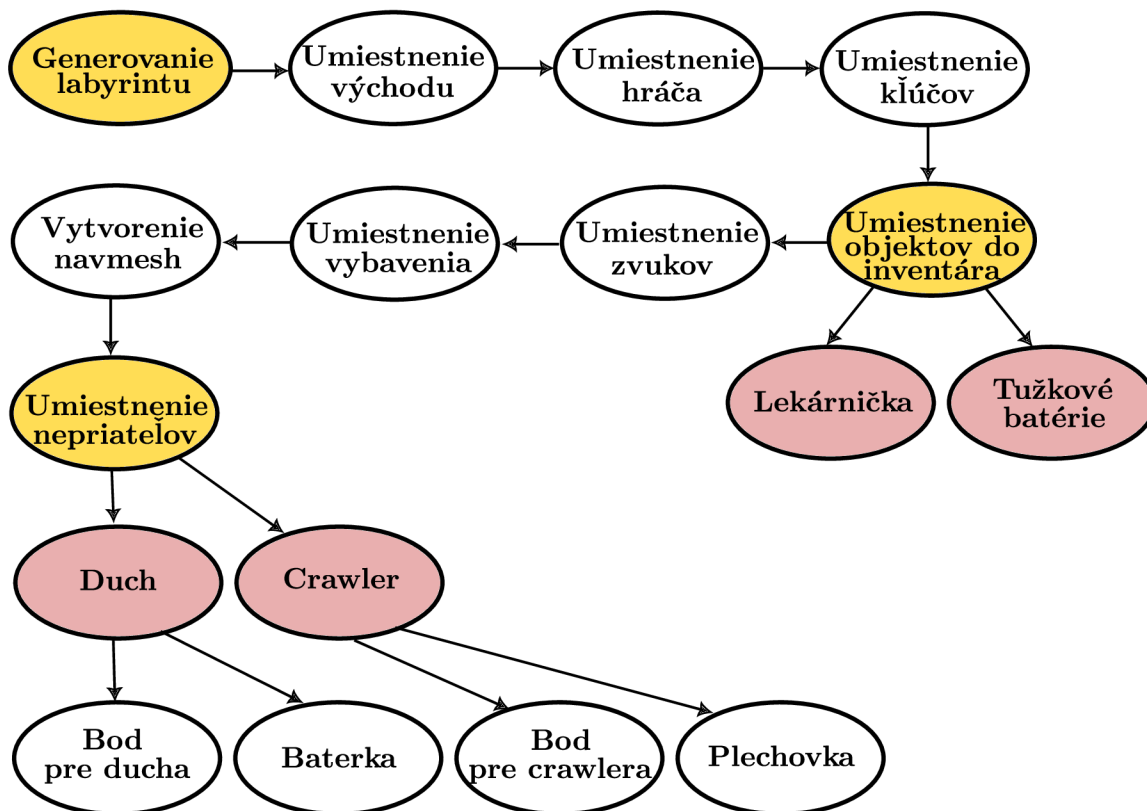 Generovanie
labyrintu
Umiestnenie
východu
Umiestnenie
hráča
Umiestnenie
kľúčov
Vytvorenie
navmesh
Umiestnenie
vybavenia
Umiestnenie
zvukov
Umiestnenie
objektov do
inventára
Umiestnenie
nepriateľov
Lekárnička
Tužkové
batérie
Duch
Crawler
Bod
pre ducha
Baterka
Bod
pre crawlera
Plechovka